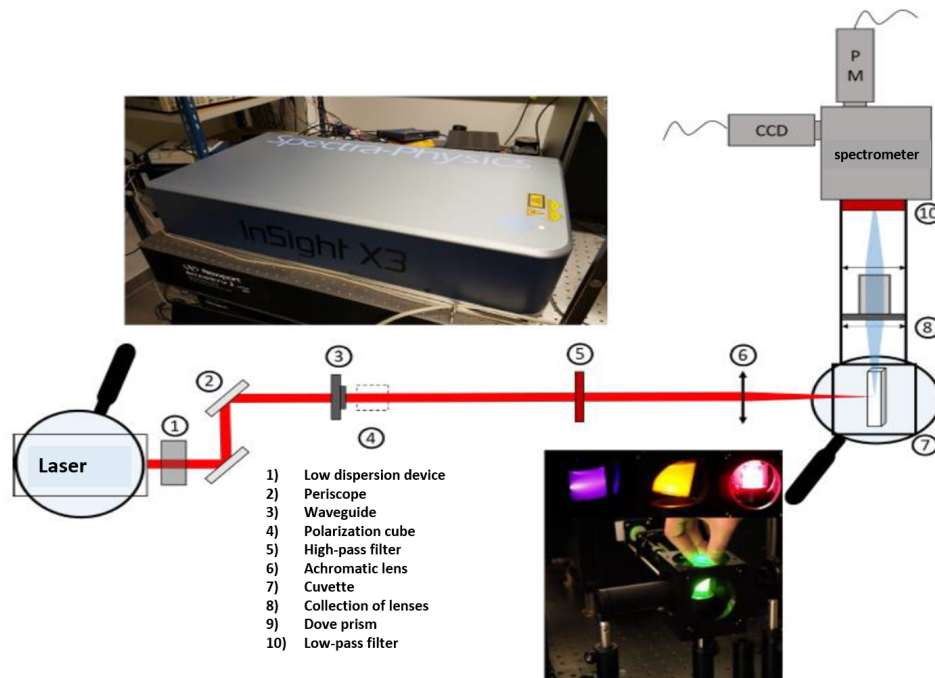 P
M
CCD
spectrometer
Spectra-Physics
InSight X3
Newport
10
8
7
6
5
4
3
2
1
Laser
1) Low dispersion device
2) Periscope
3) Waveguide
4) Polarization cube
5) High-pass filter
6) Achromatic lens
7) Cuvette
8) Collection of lenses
9) Dove prism
10) Low-pass filter